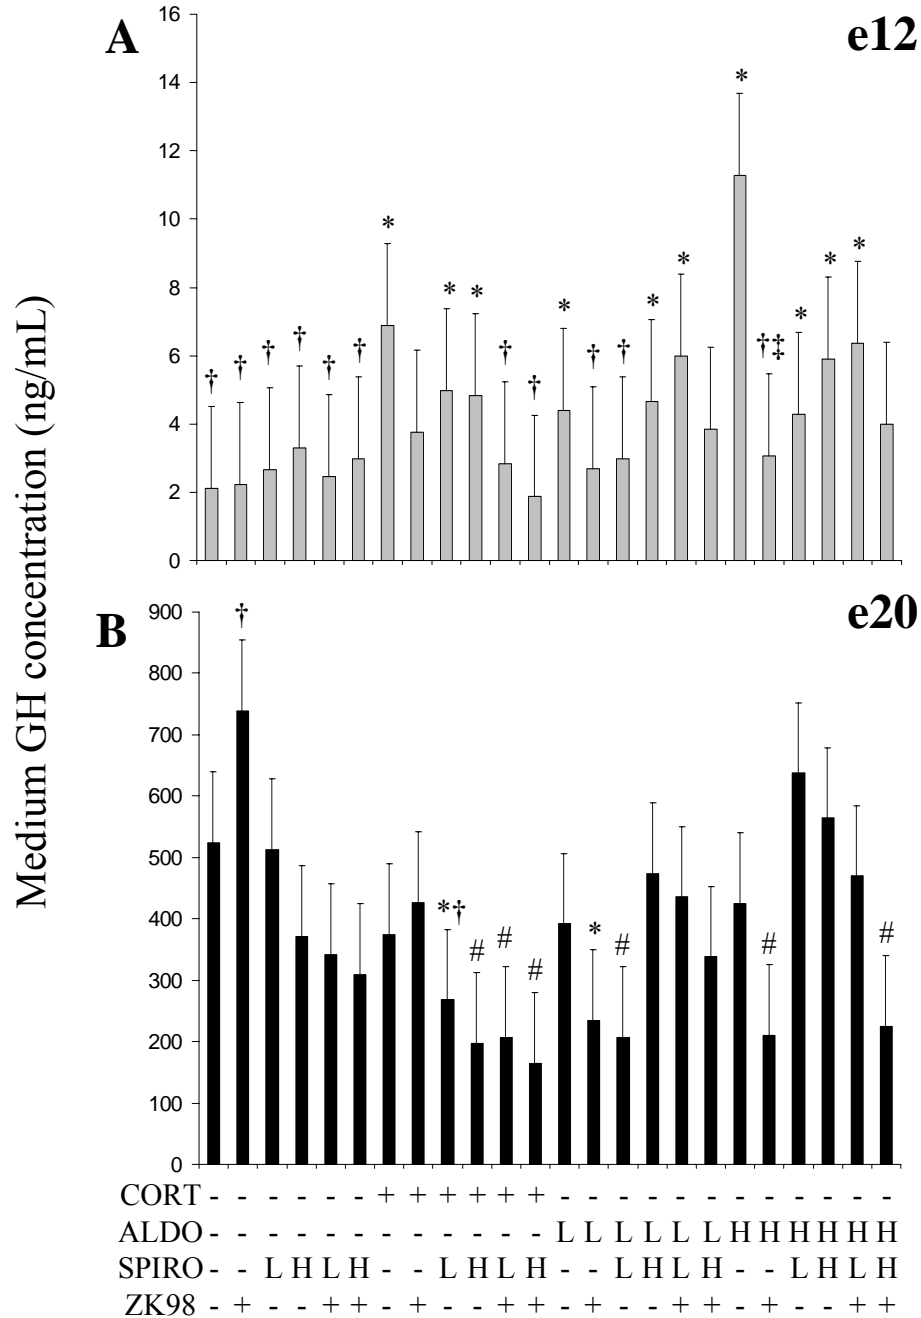 A
e12
16
14
12
10
8
6
4
2
0
† † † † † † * * * † † * † † * * * †‡ * * *
Medium GH concentration (ng/mL)
B
e20
900
800
700
600
500
400
300
200
100
0
† *† # # # * # # #
CORT - - - - - - + + + + + + - - - - - - - - - - - -
ALDO - - - - - - - - - - - - L L L L L L H H H H H H
SPIRO - - L H L H - - L H L H - - L H L H - - L H L H
ZK98 - + - - + + - + - - + + - + - - + + - + - - + +